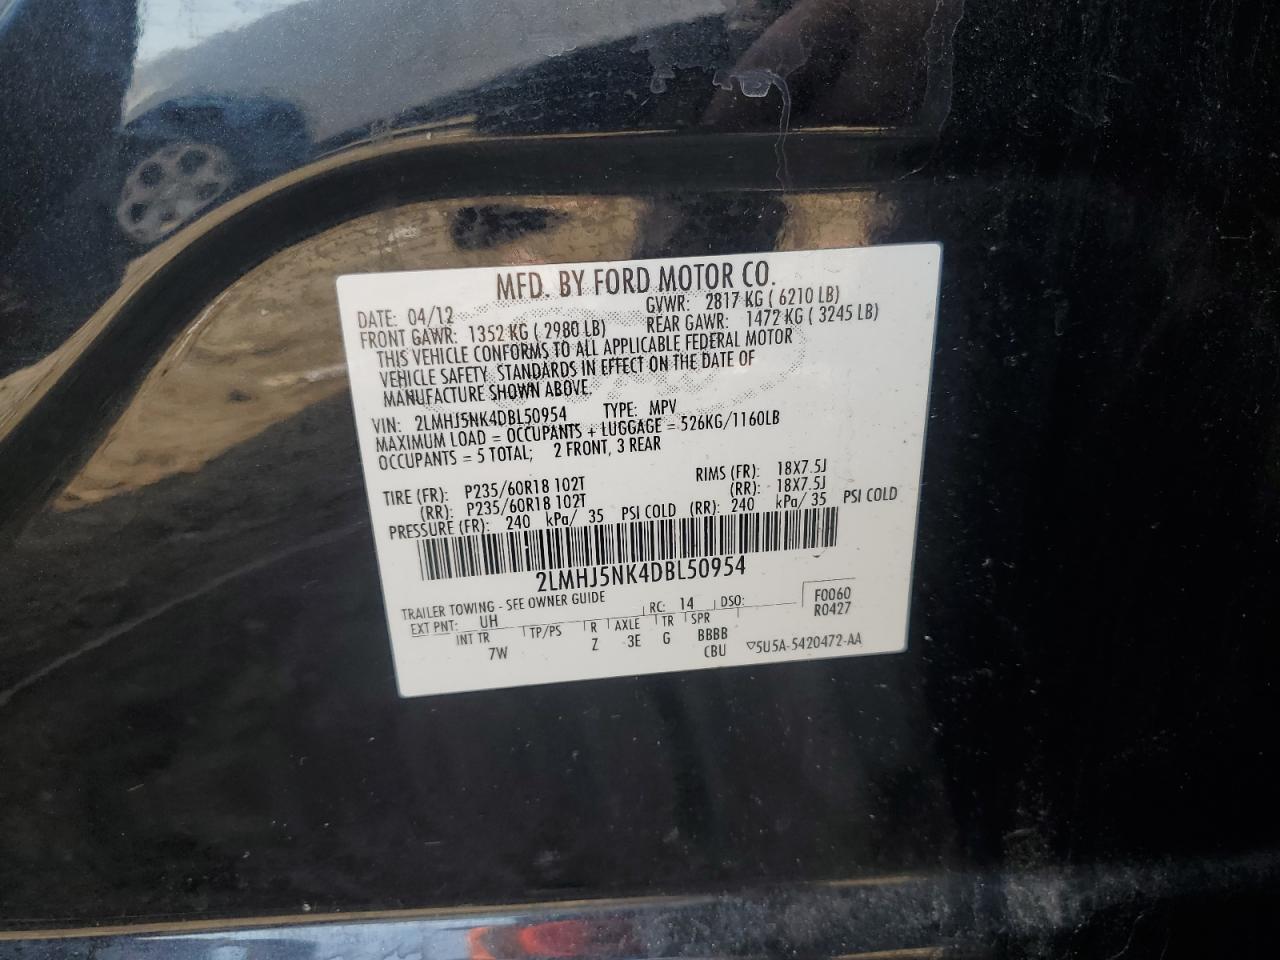 MFD. BY FORD MOTOR CO.
DATE: 04/12 GVWR: 2817 KG ( 6210 LB)
FRONT GAWR: 1352 KG ( 2980 LB) REAR GAWR: 1472 KG ( 3245 LB)
THIS VEHICLE CONFORMS TO ALL APPLICABLE FEDERAL MOTOR
VEHICLE SAFETY STANDARDS IN EFFECT ON THE DATE OF
MANUFACTURE SHOWN ABOVE.
VIN: 2LMHJ5NK4DBL50954 TYPE: MPV
MAXIMUM LOAD = OCCUPANTS + LUGGAGE = 526KG/1160LB
OCCUPANTS = 5 TOTAL; 2 FRONT, 3 REAR
TIRE (FR): P235/60R18 102T RIMS (FR): 18X7.5J
(RR): P235/60R18 102T (RR): 18X7.5J
PRESSURE (FR): 240 kPa/ 35 PSI COLD (RR): 240 kPa/ 35 PSI COLD
2LMHJ5NK4DBL50954
TRAILER TOWING - SEE OWNER GUIDE
EXT PNT: UH RC: 14 DSO: F0060
R0427
INT TR TP/PS R AXLE TR SPR
7W Z 3E G BBBB
CBU ▽5U5A-5420472-AA